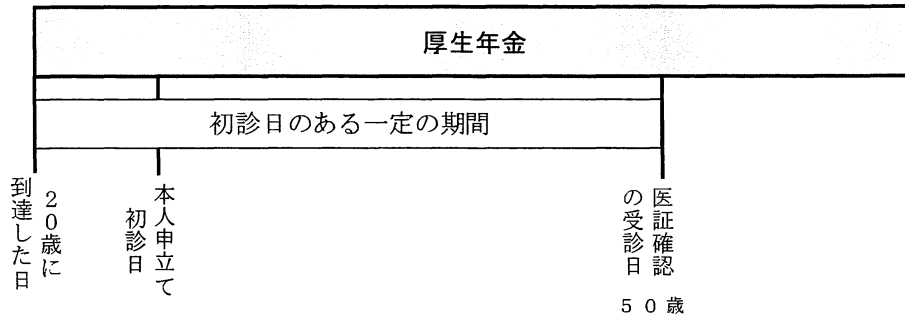 厚生年金
初診日のある一定の期間
20歳に
到達した日
本人申立て
初診日
医証確認
の受診日
50歳